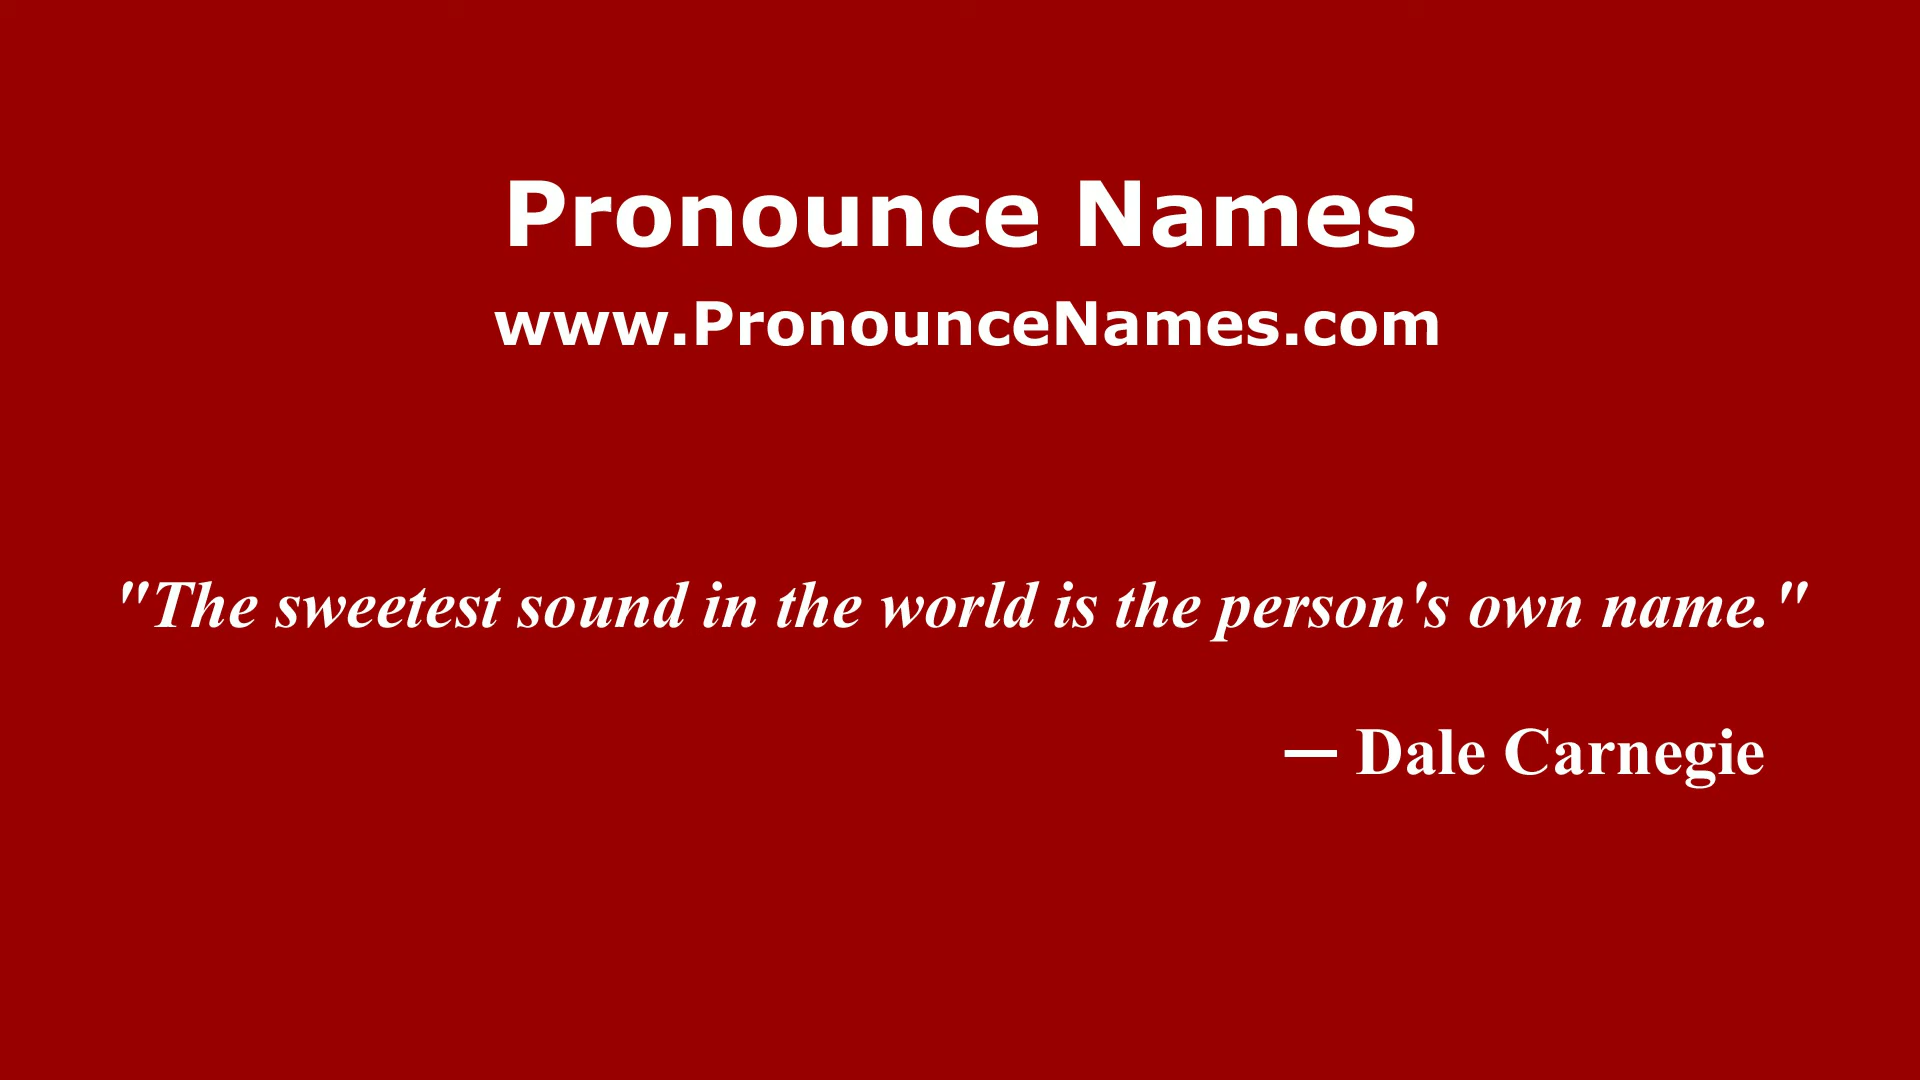 Pronounce Names
www.PronounceNames.com
"The sweetest sound in the world is the person's own name."
— Dale Carnegie